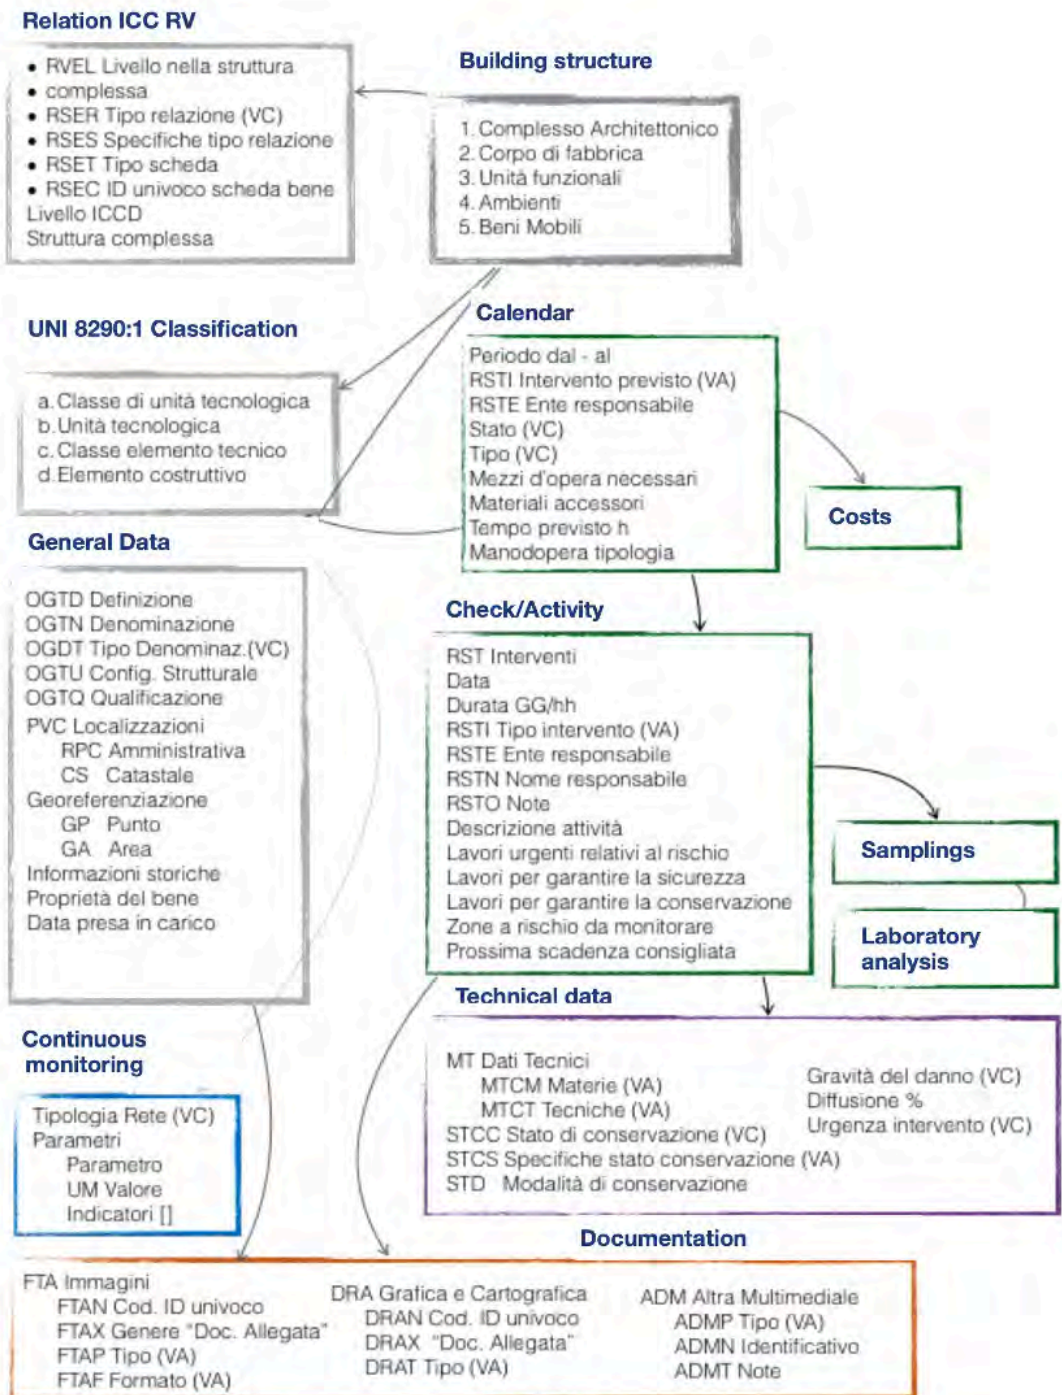 Relation ICC RV
• RVEL Livello nella struttura
• complessa
• RSER Tipo relazione (VC)
• RSES Specifiche tipo relazione
• RSET Tipo scheda
• RSEC ID univoco scheda bene
Livello ICCD
Struttura complessa
Building structure
1. Complesso Architettonico
2. Corpo di fabbrica
3. Unità funzionali
4. Ambienti
5. Beni Mobili
UNI 8290:1 Classification
a. Classe di unità tecnologica
b. Unità tecnologica
c. Classe elemento tecnico
d. Elemento costruttivo
Calendar
Periodo dal - al
RSTI Intervento previsto (VA)
RSTE Ente responsabile
Stato (VC)
Tipo (VC)
Mezzi d'opera necessari
Materiali accessori
Tempo previsto h
Manodopera tipologia
Costs
General Data
OGTD Definizione
OGTN Denominazione
OGDT Tipo Denominaz.(VC)
OGTU Config. Strutturale
OGTQ Qualificazione
PVC Localizzazioni
RPC Amministrativa
CS Catastale
Georeferenziazione
GP Punto
GA Area
Informazioni storiche
Proprietà del bene
Data presa in carico
Check/Activity
RST Interventi
Data
Durata GG/hh
RSTI Tipo intervento (VA)
RSTE Ente responsabile
RSTN Nome responsabile
RSTO Note
Descrizione attività
Lavori urgenti relativi al rischio
Lavori per garantire la sicurezza
Lavori per garantire la conservazione
Zone a rischio da monitorare
Prossima scadenza consigliata
Samplings
Laboratory
analysis
Continuous
monitoring
Tipologia Rete (VC)
Parametri
Parametro
UM Valore
Indicatori []
Technical data
MT Dati Tecnici
MTCM Materie (VA)
MTCT Tecniche (VA)
STCC Stato di conservazione (VC)
STCS Specifiche stato conservazione (VA)
STD Modalità di conservazione
Gravità del danno (VC)
Diffusione %
Urgenza intervento (VC)
Documentation
FTA Immagini
FTAN Cod. ID univoco
FTAX Genere "Doc. Allegata"
FTAP Tipo (VA)
FTAF Formato (VA)
DRA Grafica e Cartografica
DRAN Cod. ID univoco
DRAX "Doc. Allegata"
DRAT Tipo (VA)
ADM Altra Multimediale
ADMP Tipo (VA)
ADMN Identificativo
ADMT Note